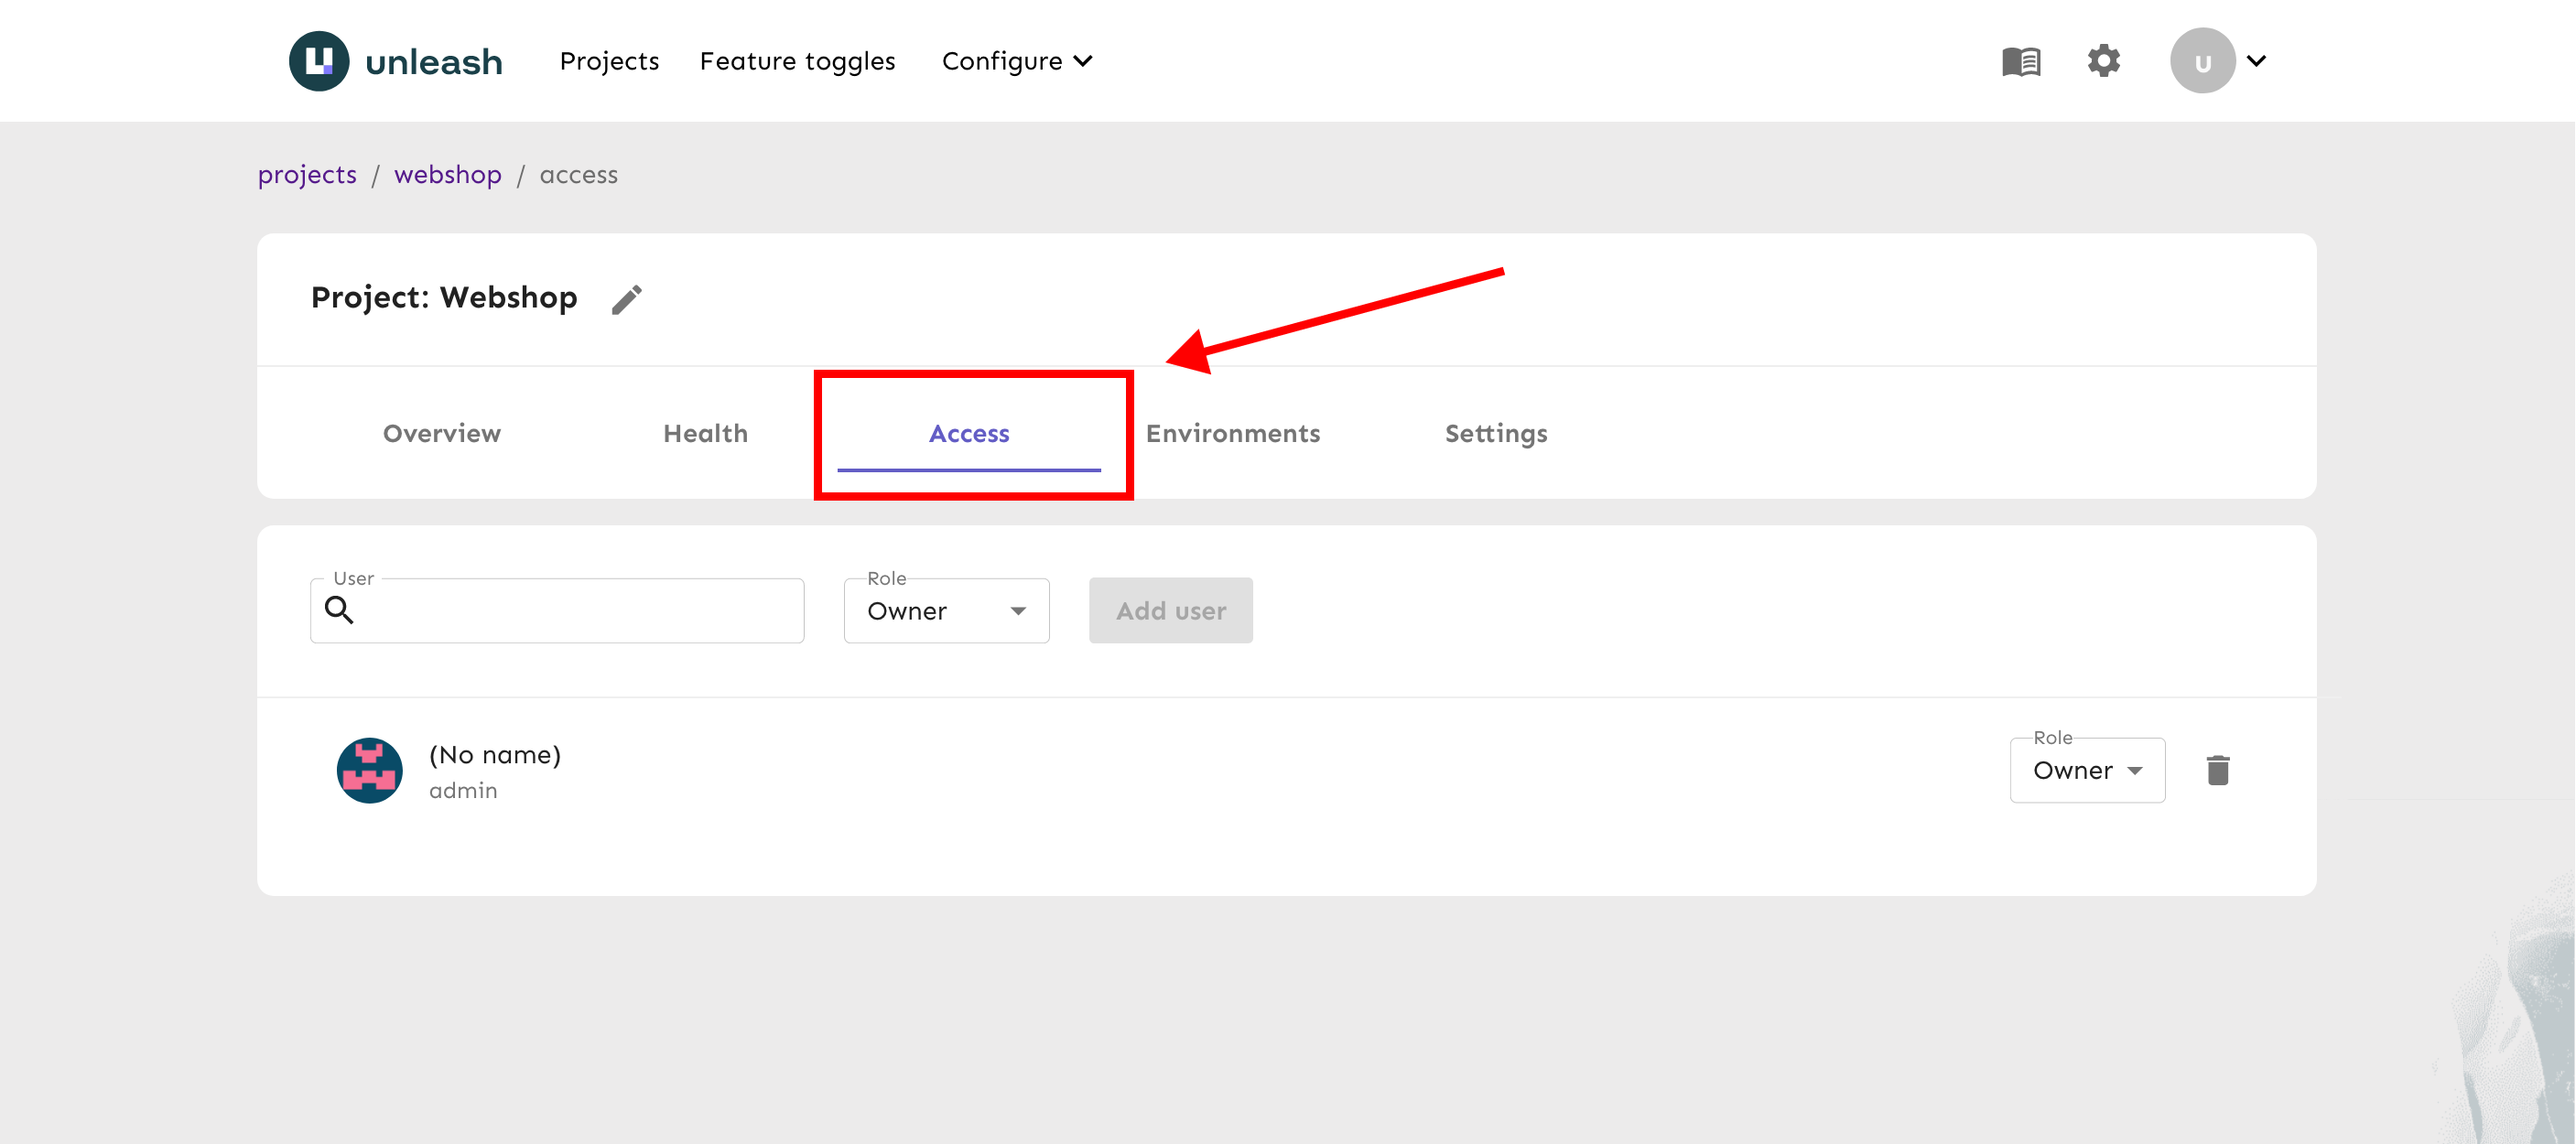 unleash Projects Feature toggles Configure u
projects / webshop / access
Project: Webshop
Overview Health Access Environments Settings
User Role
Owner Add user
(No name)
admin
Role
Owner